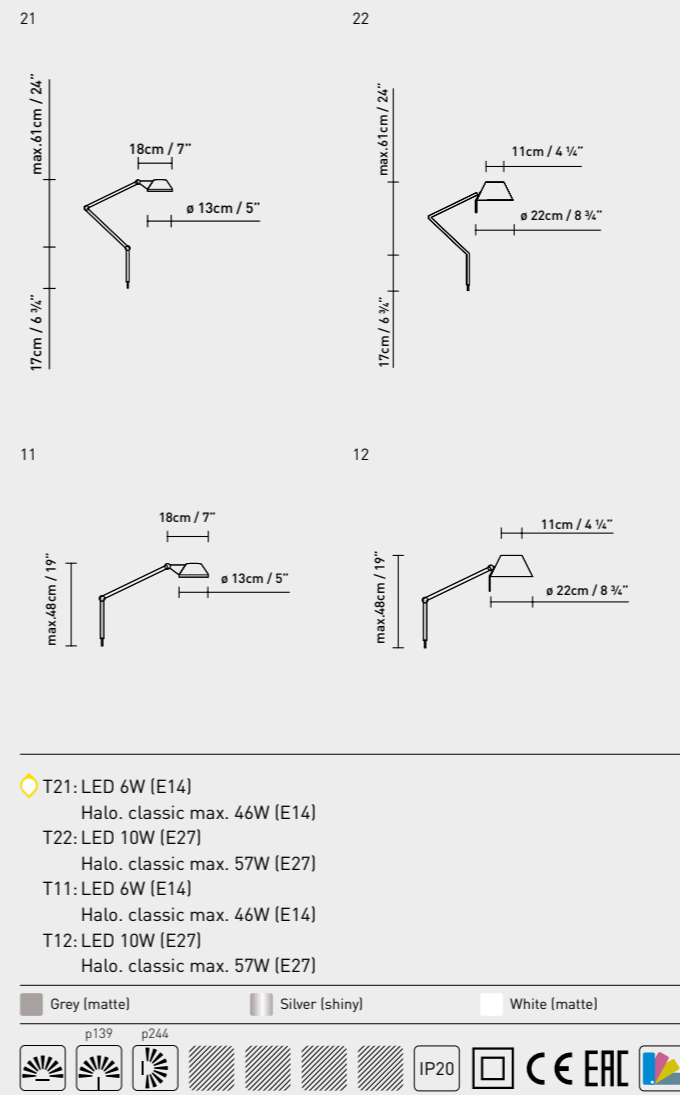 21
22
max.61cm / 24”
18cm / 7”
ø 13cm / 5”
17cm / 6 ¾”
max.61cm / 24”
11cm / 4 ¼”
ø 22cm / 8 ¾”
17cm / 6 ¾”
11
12
18cm / 7”
max.48cm / 19”
ø 13cm / 5”
11cm / 4 ¼”
max.48cm / 19”
ø 22cm / 8 ¾”
T21: LED 6W (E14)
Halo. classic max. 46W (E14)
T22: LED 10W (E27)
Halo. classic max. 57W (E27)
T11: LED 6W (E14)
Halo. classic max. 46W (E14)
T12: LED 10W (E27)
Halo. classic max. 57W (E27)
Grey (matte)
Silver (shiny)
White (matte)
p139
p244
IP20
CE
EAC